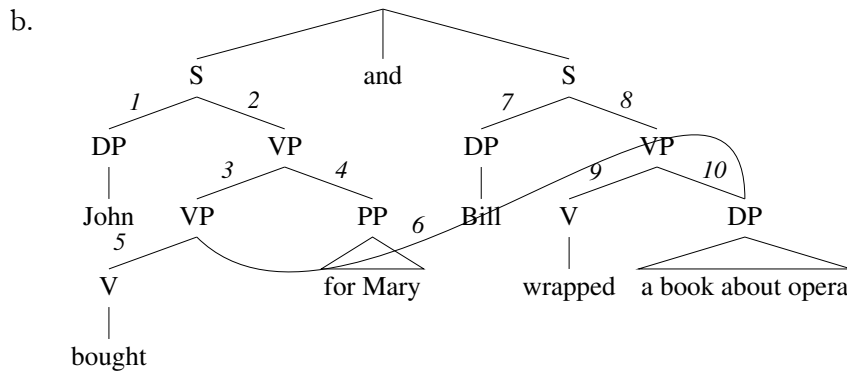 b.
S and S
1 2 7 8
DP VP DP VP
3 4 9 10
John VP PP Bill V DP
5 6
V for Mary wrapped a book about opera
bought